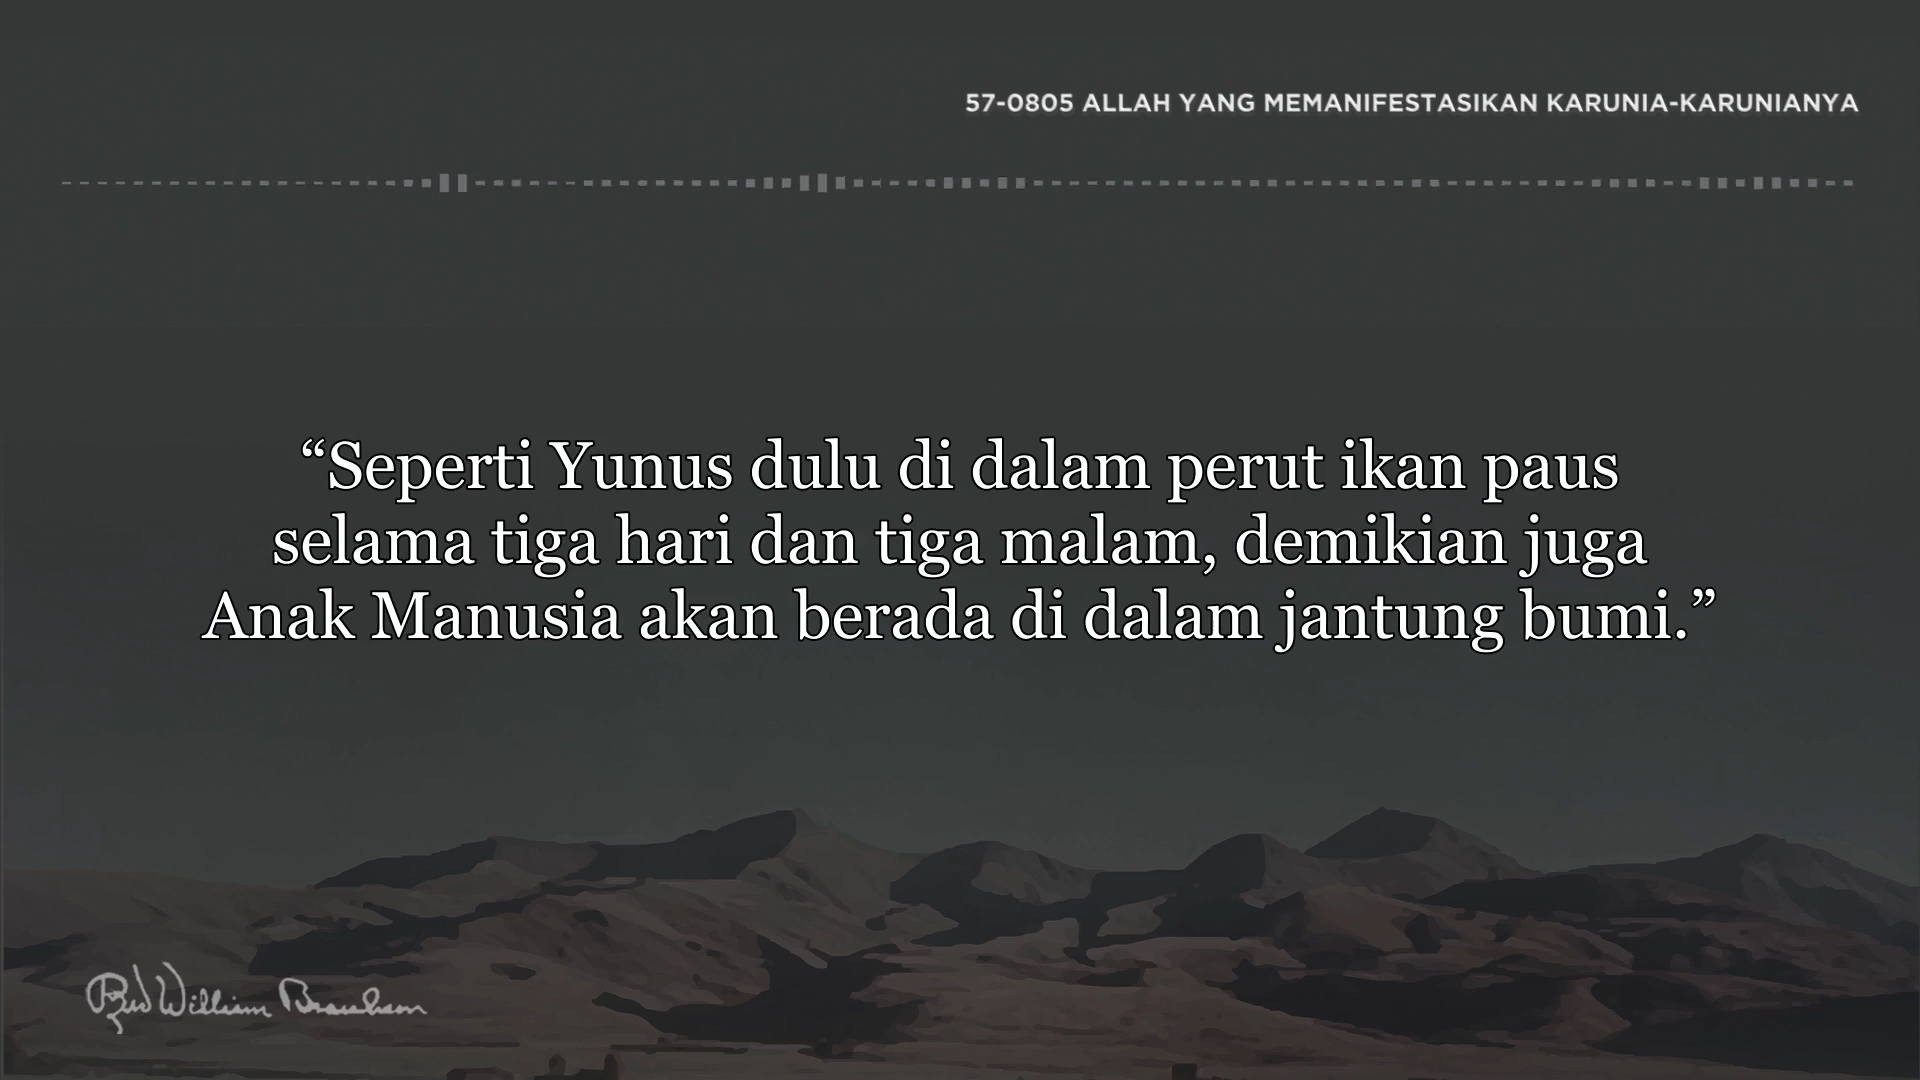 57-0805 ALLAH YANG MEMANIFESTASIKAN KARUNIA-KARUNIANYA
“Seperti Yunus dulu di dalam perut ikan paus
selama tiga hari dan tiga malam, demikian juga
Anak Manusia akan berada di dalam jantung bumi.”
Rev William Branham